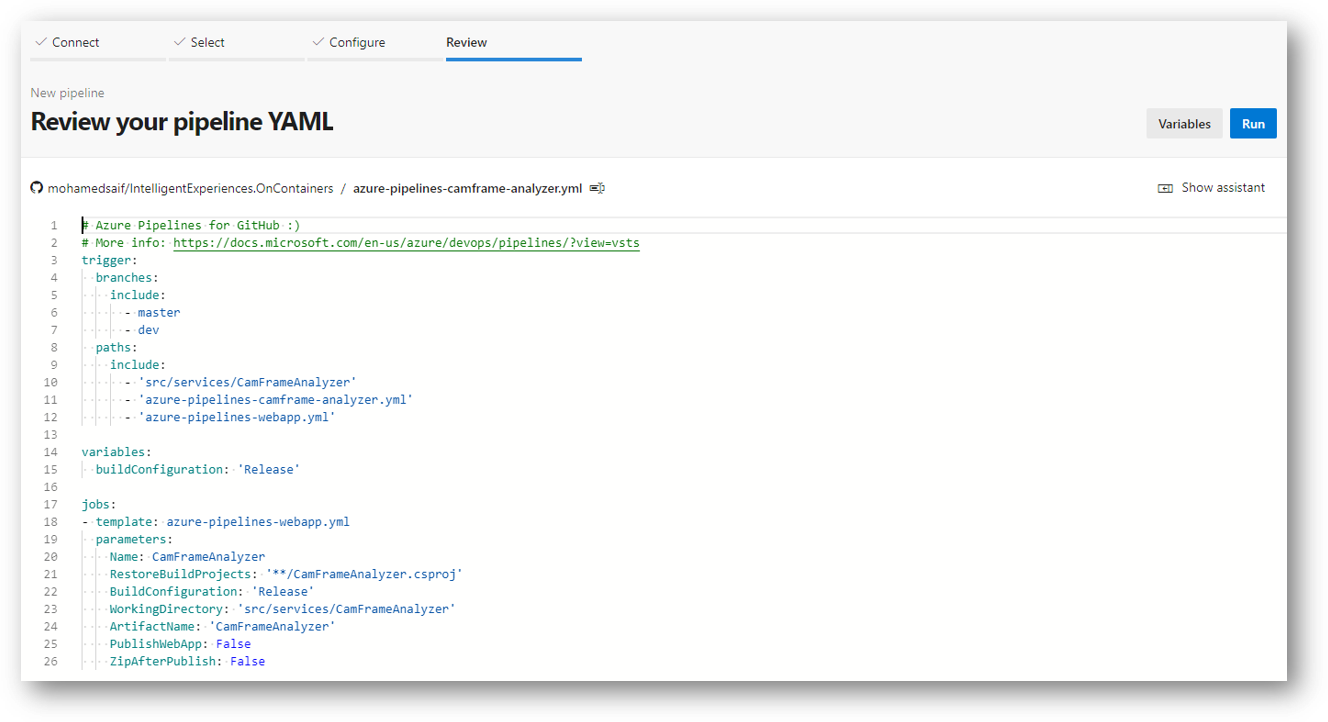 Connect Select Configure Review
New pipeline
Review your pipeline YAML
Variables Run
mohamedsaif/IntelligentExperiences.OnContainers / azure-pipelines-camframe-analyzer.yml Show assistant
1 # Azure Pipelines for GitHub :)
2 # More info: https://docs.microsoft.com/en-us/azure/devops/pipelines/?view=vsts
3 trigger:
4   branches:
5     include:
6       - master
7       - dev
8   paths:
9     include:
10       - 'src/services/CamFrameAnalyzer'
11       - 'azure-pipelines-camframe-analyzer.yml'
12       - 'azure-pipelines-webapp.yml'
13
14 variables:
15   buildConfiguration: 'Release'
16
17 jobs:
18 - template: azure-pipelines-webapp.yml
19   parameters:
20     Name: CamFrameAnalyzer
21     RestoreBuildProjects: '**/CamFrameAnalyzer.csproj'
22     BuildConfiguration: 'Release'
23     WorkingDirectory: 'src/services/CamFrameAnalyzer'
24     ArtifactName: 'CamFrameAnalyzer'
25     PublishWebApp: False
26     ZipAfterPublish: False